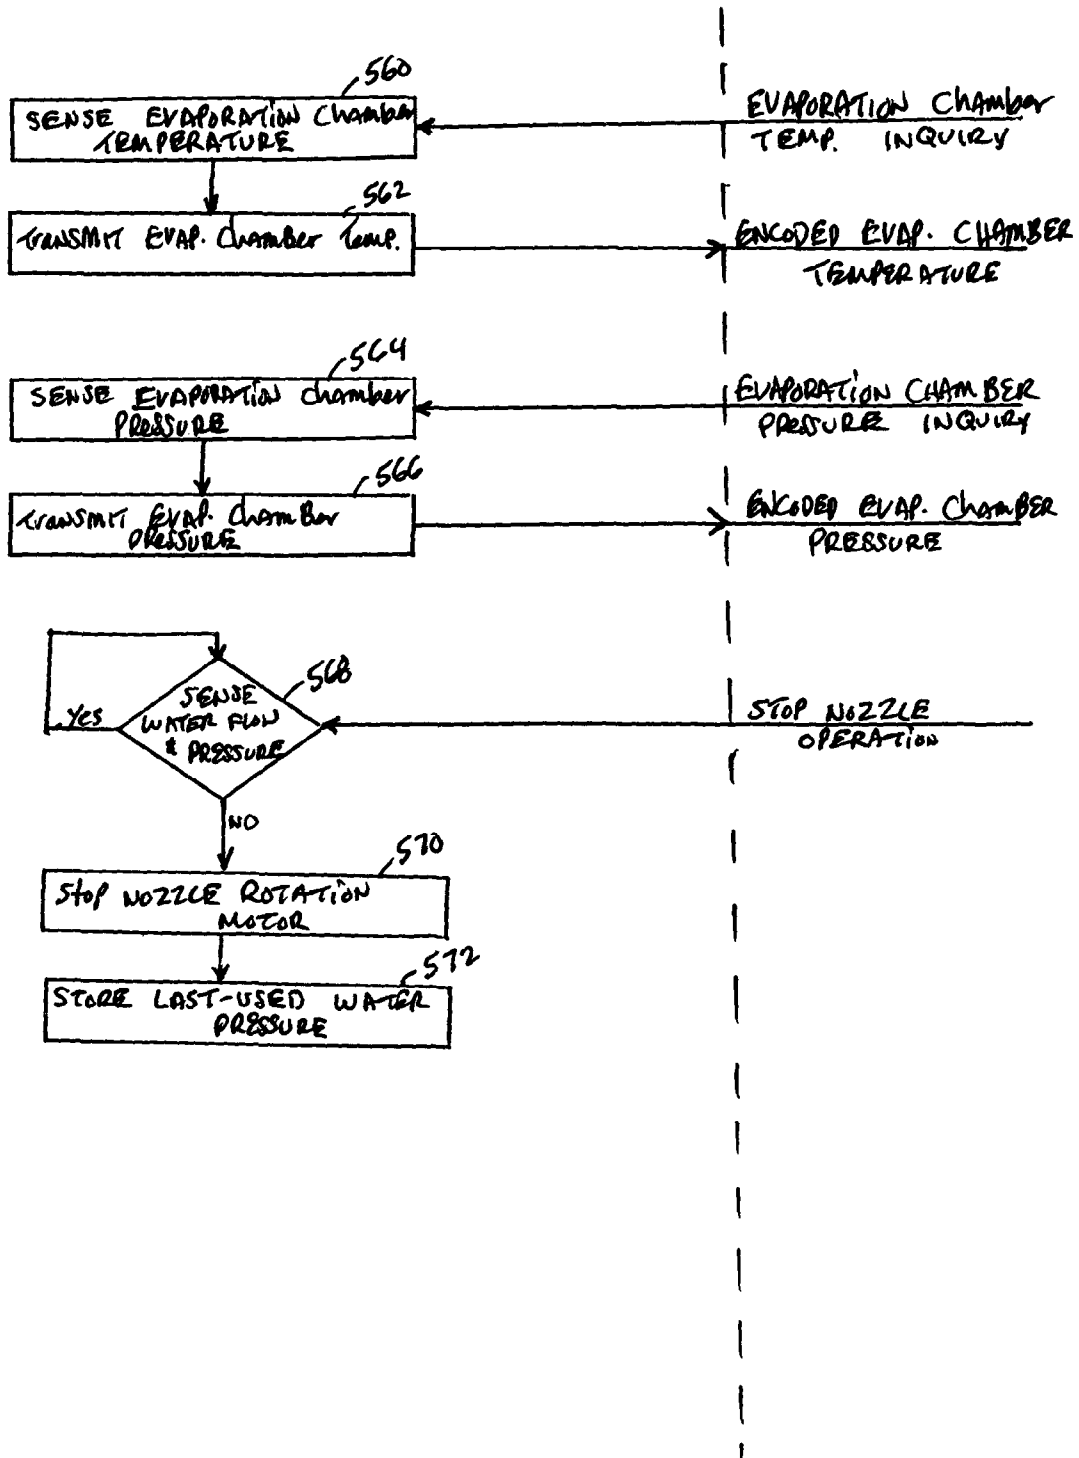 560
SENSE EVAPORATION Chamber
TEMPERATURE
EVAPORATION Chamber
TEMP. INQUIRY
562
TRANSMIT EVAP. Chamber Temp.
ENCODED EVAP. CHAMBER
TEMPERATURE
564
SENSE EVAPORATION Chamber
PRESSURE
EVAPORATION CHAMBER
PRESSURE INQUIRY
566
TRANSMIT EVAP. Chamber
PRESSURE
ENCODED EVAP. Chamber
PRESSURE
568
SENSE
WATER FLOW
& PRESSURE
Yes
STOP NOZZLE
OPERATION
NO
570
Stop NOZZLE ROTATION
MOTOR
572
STORE LAST-USED WATER
PRESSURE